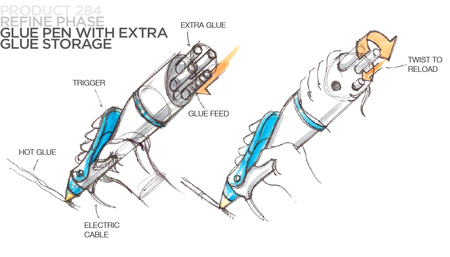 PRODUCT 284
REFINE PHASE
GLUE PEN WITH EXTRA
GLUE STORAGE
EXTRA GLUE
TWIST TO
RELOAD
TRIGGER
GLUE FEED
HOT GLUE
ELECTRIC
CABLE